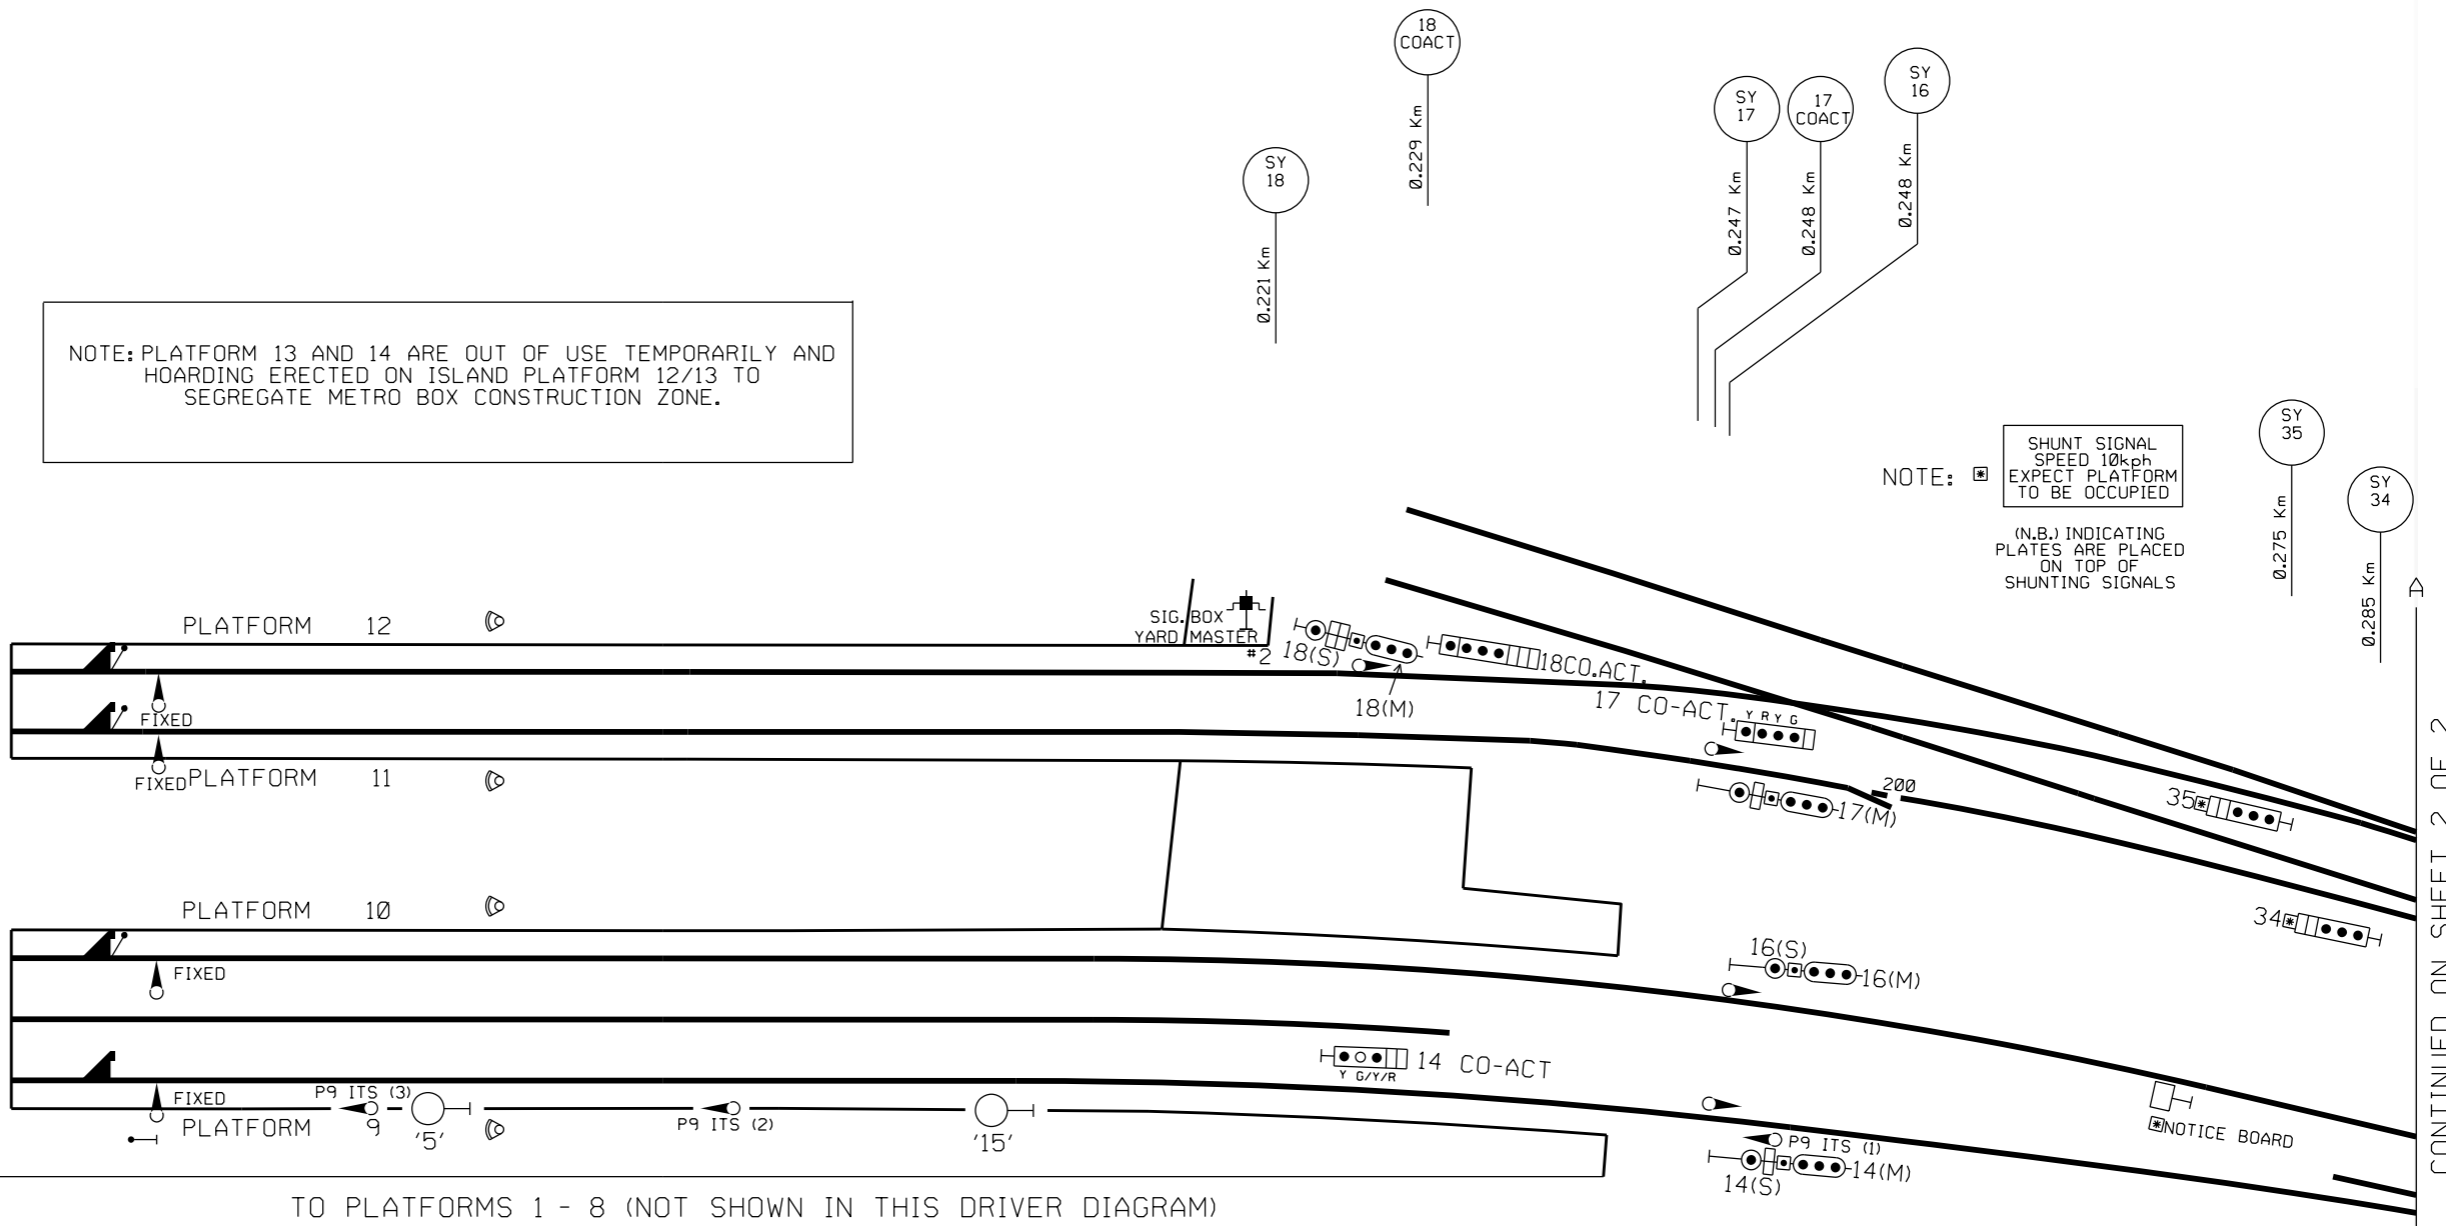 18
COACT
0.229 Km
SY
18
0.221 Km
SY
17
0.247 Km
17
COACT
0.248 Km
SY
16
0.248 Km
NOTE: PLATFORM 13 AND 14 ARE OUT OF USE TEMPORARILY AND
HOARDING ERECTED ON ISLAND PLATFORM 12/13 TO
SEGREGATE METRO BOX CONSTRUCTION ZONE.
NOTE: *
SHUNT SIGNAL
SPEED 10kph
EXPECT PLATFORM
TO BE OCCUPIED
(N.B.) INDICATING
PLATES ARE PLACED
ON TOP OF
SHUNTING SIGNALS
SY
35
0.275 Km
SY
34
0.285 Km
A
PLATFORM 12
SIG. BOX
YARD MASTER
#2
18(S)
18(M)
18CO.ACT.
17 CO-ACT.
Y R Y G
FIXED
FIXED
PLATFORM 11
200
17(M)
35*
34*
PLATFORM 10
FIXED
16(S)
16(M)
14 CO-ACT
Y G/Y/R
FIXED
P9 ITS (3)
PLATFORM 9
'5'
P9 ITS (2)
'15'
P9 ITS (1)
14(S)
14(M)
*NOTICE BOARD
TO PLATFORMS 1 - 8 (NOT SHOWN IN THIS DRIVER DIAGRAM)
CONTINUED ON SHEET 2 OF 2